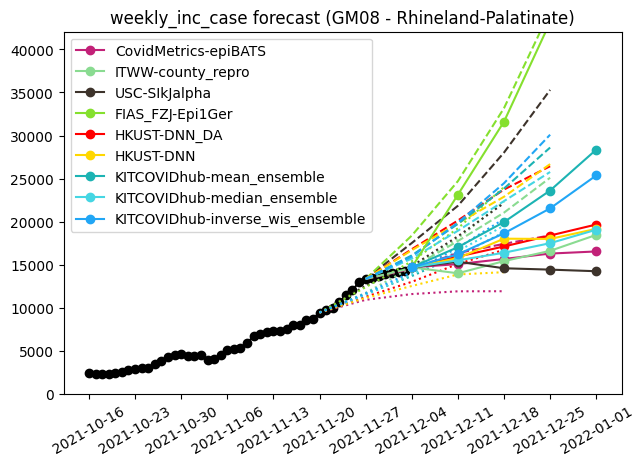 weekly_inc_case forecast (GM08 - Rhineland-Palatinate)
40000
35000
30000
25000
20000
15000
10000
5000
0
CovidMetrics-epiBATS
ITWW-county_repro
USC-SIkJalpha
FIAS_FZJ-Epi1Ger
HKUST-DNN_DA
HKUST-DNN
KITCOVIDhub-mean_ensemble
KITCOVIDhub-median_ensemble
KITCOVIDhub-inverse_wis_ensemble
2021-10-16
2021-10-23
2021-10-30
2021-11-06
2021-11-13
2021-11-20
2021-11-27
2021-12-04
2021-12-11
2021-12-18
2021-12-25
2022-01-01